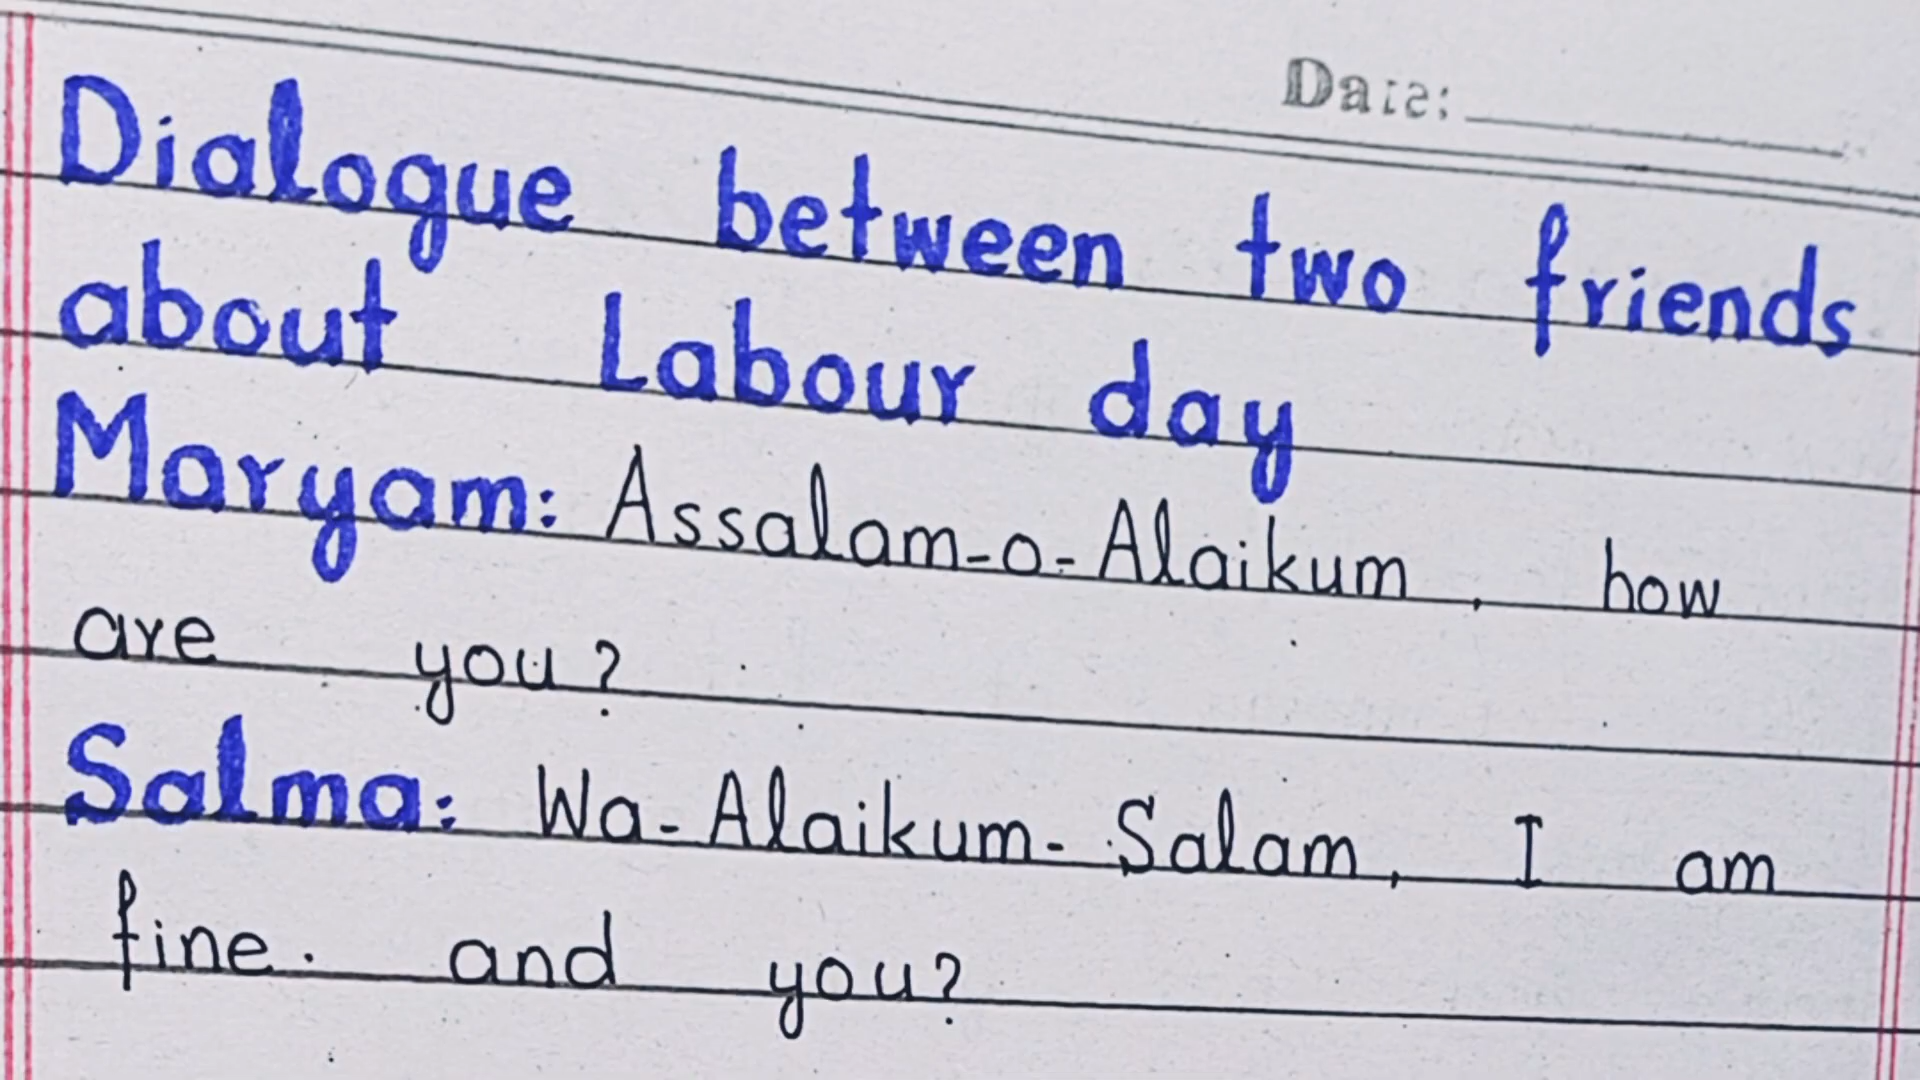 Date:
Dialogue between two friends
about Labour day
Maryam: Assalam-o-Alaikum, how
are you?
Salma: Wa-Alaikum-Salam, I am
fine. and you?